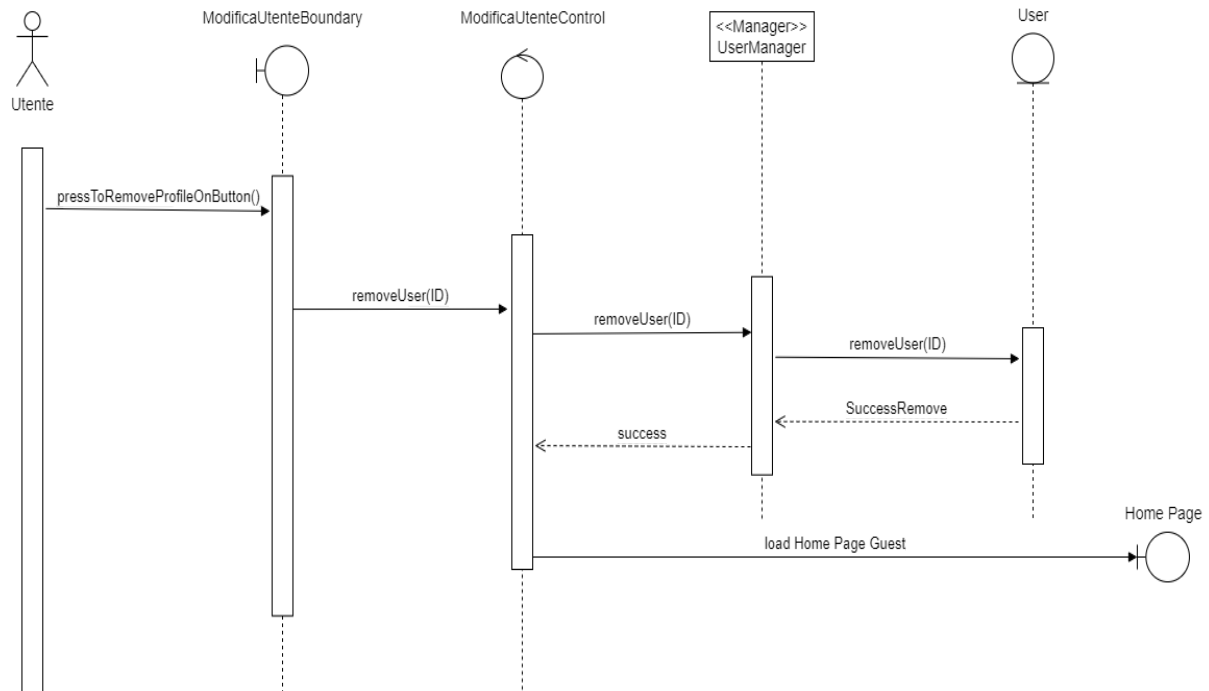 ModificaUtenteBoundary
ModificaUtenteControl
<<Manager>>
UserManager
User
Utente
pressToRemoveProfileOnButton()
removeUser(ID)
removeUser(ID)
removeUser(ID)
SuccessRemove
success
Home Page
load Home Page Guest